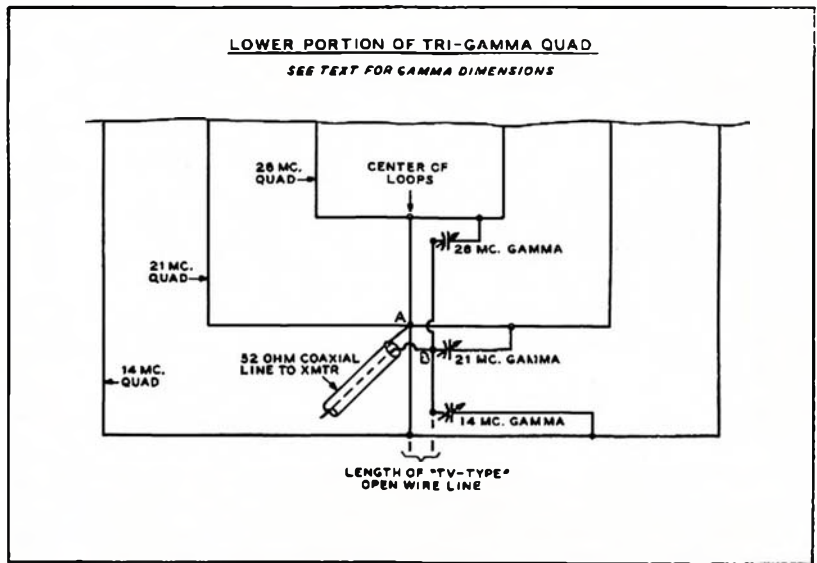 LOWER PORTION OF TRI-GAMMA QUAD
SEE TEXT FOR GAMMA DIMENSIONS
28 MC.
QUAD
CENTER OF
LOOPS
28 MC. GAMMA
21 MC.
QUAD
A
52 OHM COAXIAL
LINE TO XMTR
B
21 MC. GAMMA
14 MC.
QUAD
14 MC. GAMMA
LENGTH OF "TV-TYPE"
OPEN WIRE LINE